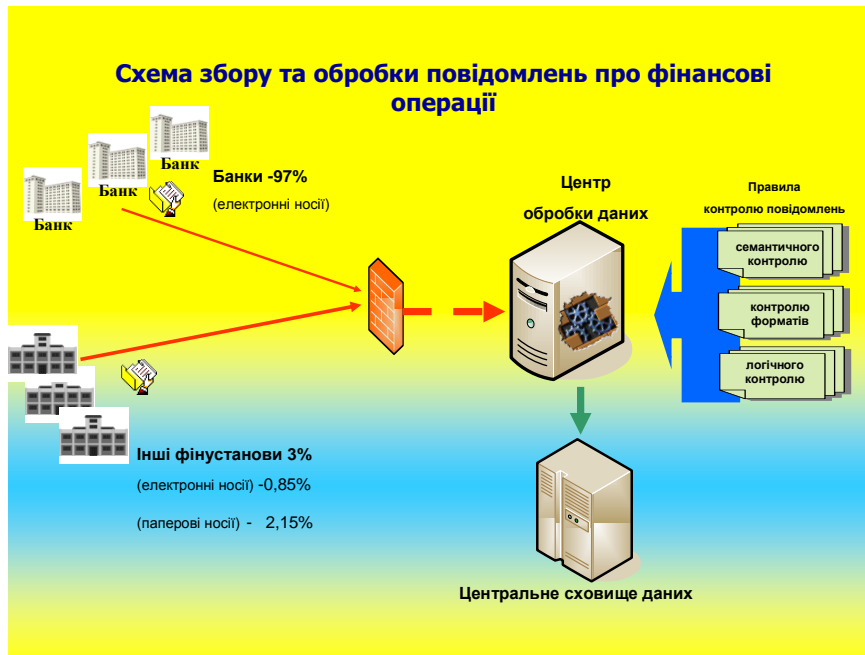 Схема збору та обробки повідомлень про фінансові
операції
Банк
Банк
Банк
Банки -97%
(електронні носії)
Центр
обробки даних
Правила
контролю повідомлень
семантичного
контролю
контролю
форматів
логічного
контролю
Інші фінустанови 3%
(електронні носії) -0,85%
(паперові носії) - 2,15%
Центральне сховище даних